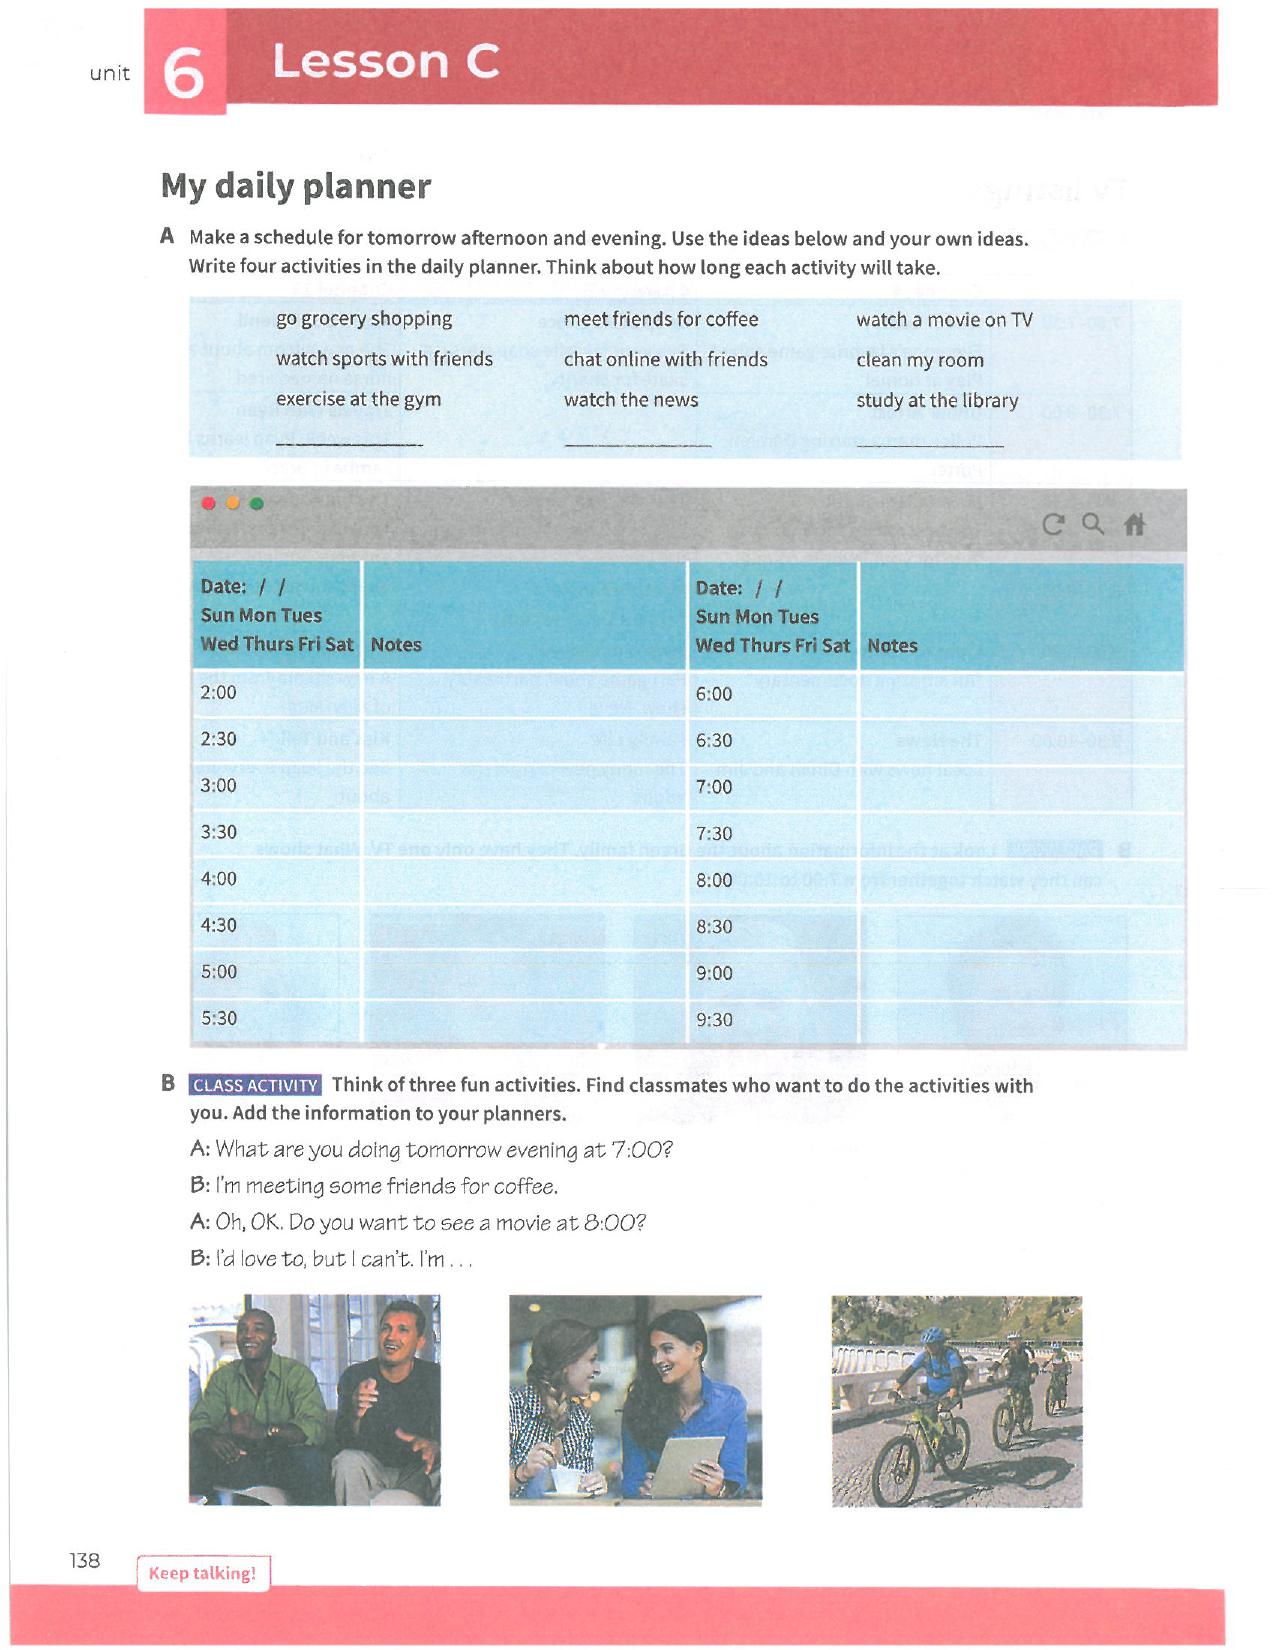 unit 6 Lesson C
My daily planner
A Make a schedule for tomorrow afternoon and evening. Use the ideas below and your own ideas.
Write four activities in the daily planner. Think about how long each activity will take.
go grocery shopping meet friends for coffee watch a movie on TV
watch sports with friends chat online with friends clean my room
exercise at the gym watch the news study at the library
Date: / / Date: / /
Sun Mon Tues Sun Mon Tues
Wed Thurs Fri Sat Notes Wed Thurs Fri Sat Notes
2:00 6:00
2:30 6:30
3:00 7:00
3:30 7:30
4:00 8:00
4:30 8:30
5:00 9:00
5:30 9:30
B CLASS ACTIVITY Think of three fun activities. Find classmates who want to do the activities with
you. Add the information to your planners.
A: What are you doing tomorrow evening at 7:00?
B: I'm meeting some friends for coffee.
A: Oh, OK. Do you want to see a movie at 8:00?
B: I'd love to, but I can't. I'm . . .
138 Keep talking!